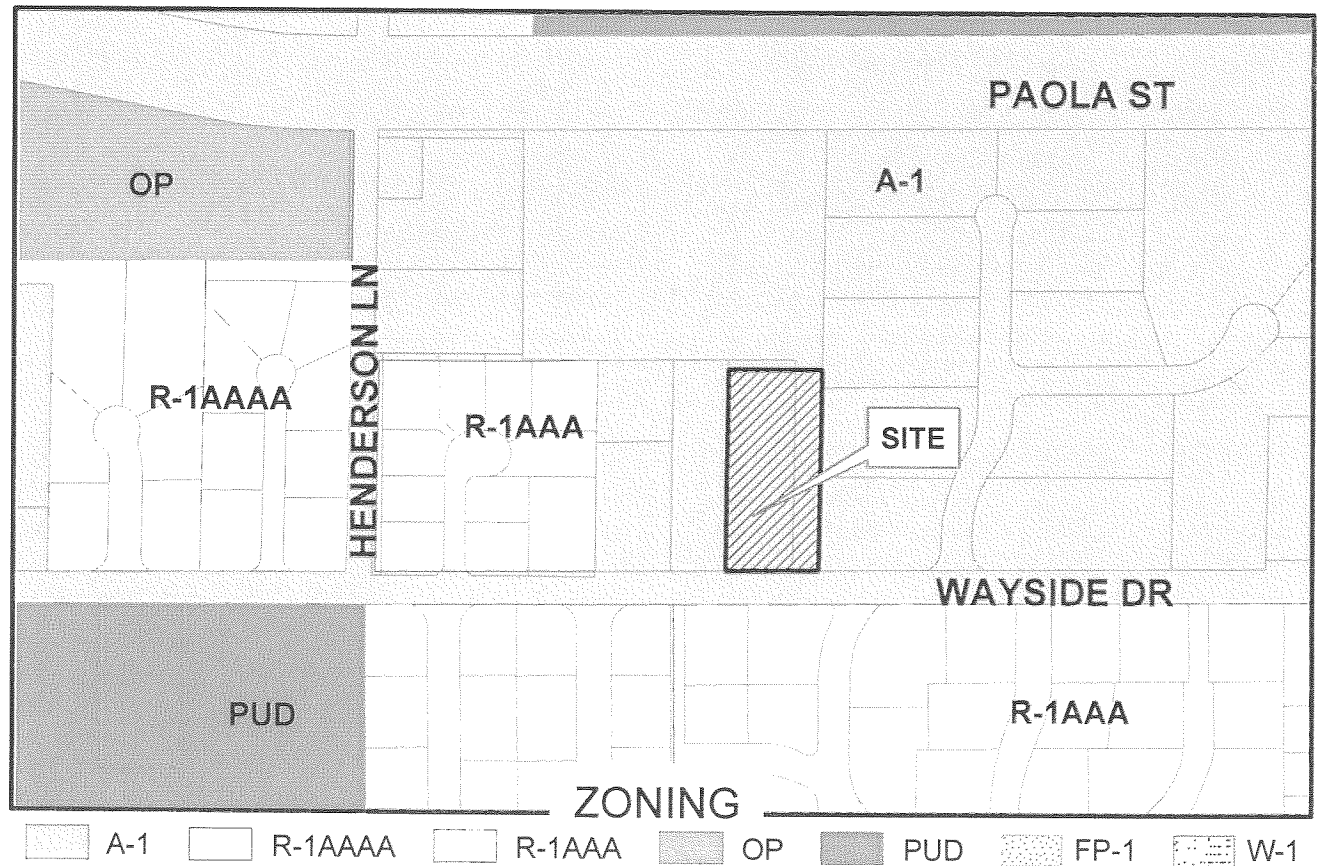 PAOLA ST
A-1
OP
HENDERSON LN
R-1AAAA
R-1AAA
SITE
WAYSIDE DR
PUD
R-1AAA
ZONING
A-1 R-1AAAA R-1AAA OP PUD FP-1 W-1